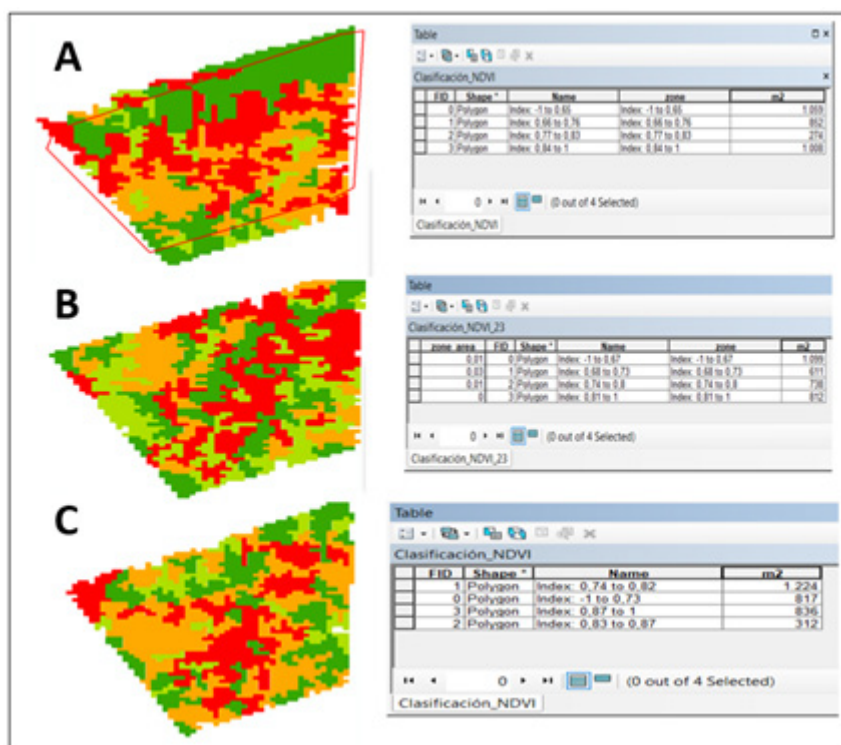 A
Table
Clasificación_NDVI
FID Shape * Name zone m2
0 Polygon Index: -1 to 0,65 Index: -1 to 0,65 1.059
1 Polygon Index: 0,66 to 0,76 Index: 0,66 to 0,76 852
2 Polygon Index: 0,77 to 0,83 Index: 0,77 to 0,83 274
3 Polygon Index: 0,84 to 1 Index: 0,84 to 1 1.008
0 (0 out of 4 Selected)
Clasificación_NDVI
B
Table
Clasificación_NDVI_23
zone_area FID Shape * Name zone m2
0,01 0 Polygon Index: -1 to 0,67 Index: -1 to 0,67 1.099
0,03 1 Polygon Index: 0,68 to 0,73 Index: 0,68 to 0,73 611
0,01 2 Polygon Index: 0,74 to 0,8 Index: 0,74 to 0,8
0 3 Polygon Index: 0,81 to 1 Index: 0,81 to 1 812
0 (0 out of 4 Selected)
Clasificación_NDVI_23
C
Table
Clasificación_NDVI
FID Shape * Name m2
1 Polygon Index: 0,74 to 0,82 1.224
0 Polygon Index: -1 to 0,73 817
3 Polygon Index: 0,87 to 1 836
2 Polygon Index: 0,83 to 0,87 312
0 (0 out of 4 Selected)
Clasificación_NDVI